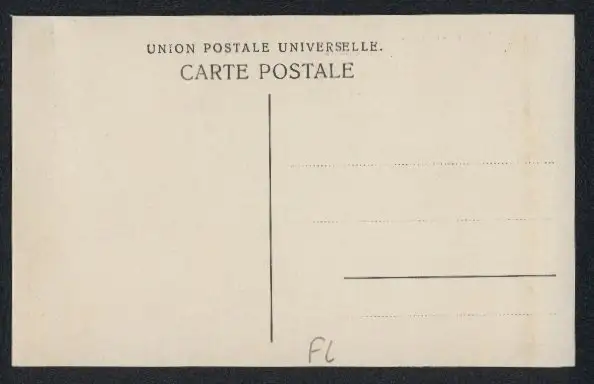 UNION POSTALE UNIVERSELLE.
CARTE POSTALE
FL